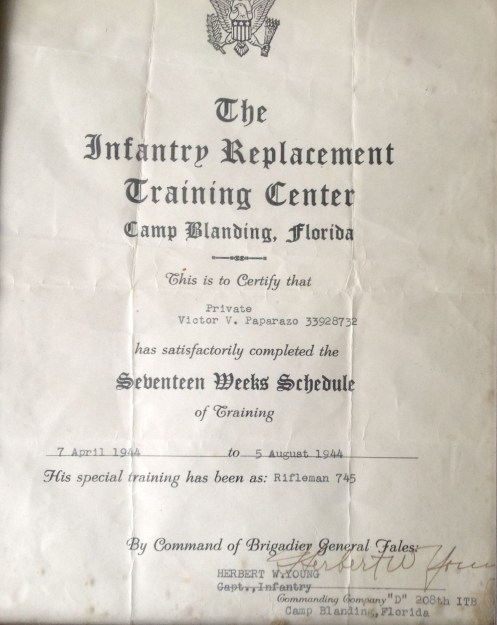 The
Infantry Replacement
Training Center
Camp Blanding, Florida
This is to Certify that
Private
Victor V. Paparazo 33928732
has satisfactorily completed the
Seventeen Weeks Schedule
of Training
7 April 1944 to 5 August 1944
His special training has been as: Rifleman 745
By Command of Brigadier General Fales:
Herbert W Young
HERBERT W.YOUNG
Capt.,Infantry
Commanding Company "D" 208th ITB
Camp Blanding,Florida